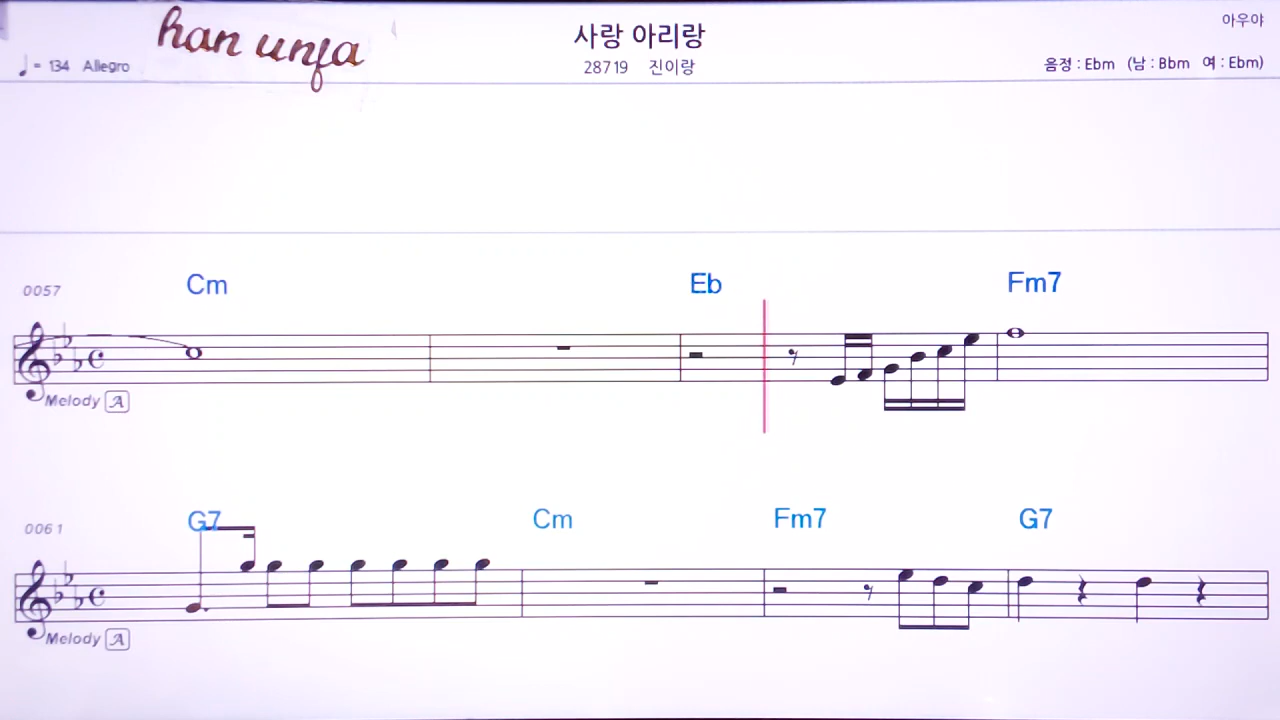 han unfa
사랑 아리랑
아우야
♩= 134 Allegro
28719 진이랑
음정 : Ebm (남 : Bbm 여 : Ebm)
0057
Cm
Eb
Fm7
Melody A
0061
G7
Cm
Fm7
G7
Melody A